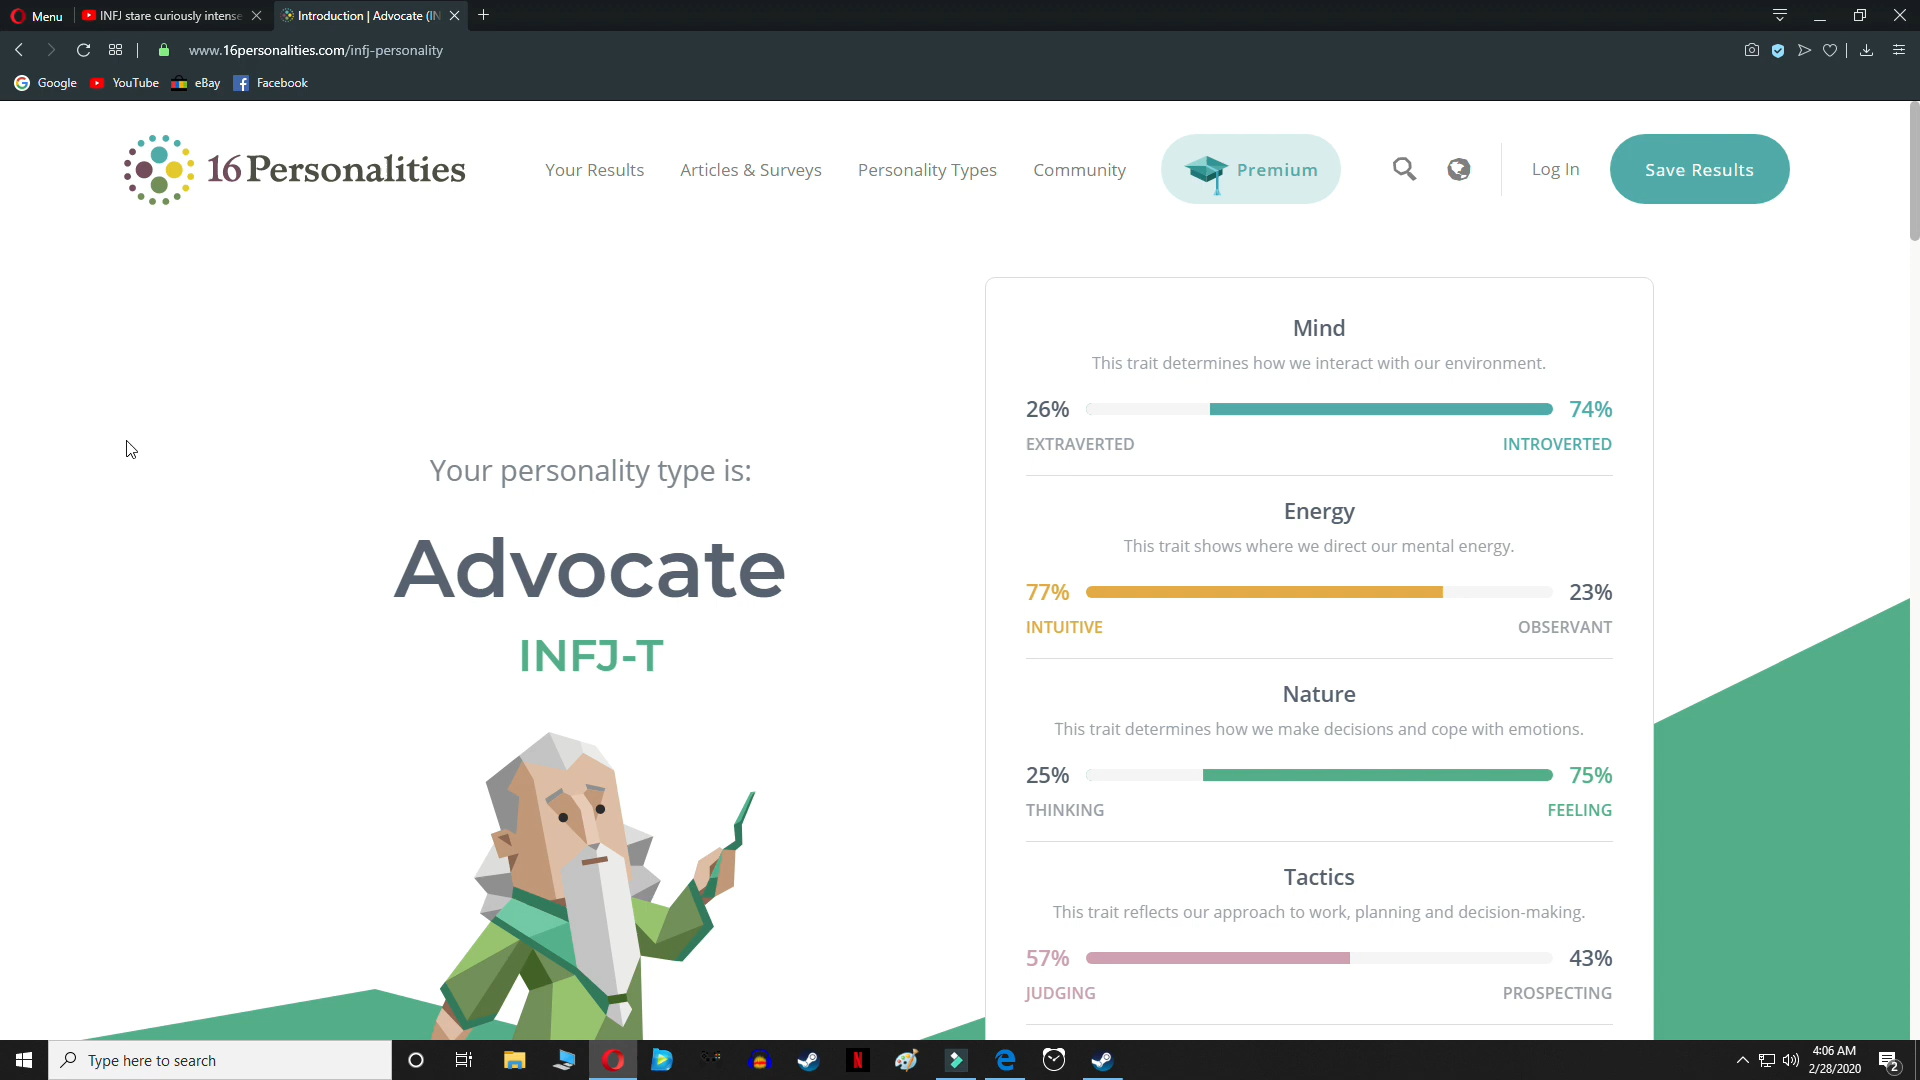 Menu
INFJ stare curiously intense
Introduction | Advocate (IN
www.16personalities.com/infj-personality
Google
YouTube
eBay
Facebook
16Personalities
Your Results
Articles & Surveys
Personality Types
Community
Premium
Log In
Save Results
Your personality type is:
Advocate
INFJ-T
Mind
This trait determines how we interact with our environment.
26% 74%
EXTRAVERTED INTROVERTED
Energy
This trait shows where we direct our mental energy.
77% 23%
INTUITIVE OBSERVANT
Nature
This trait determines how we make decisions and cope with emotions.
25% 75%
THINKING FEELING
Tactics
This trait reflects our approach to work, planning and decision-making.
57% 43%
JUDGING PROSPECTING
Type here to search
4:06 AM
2/28/2020
2